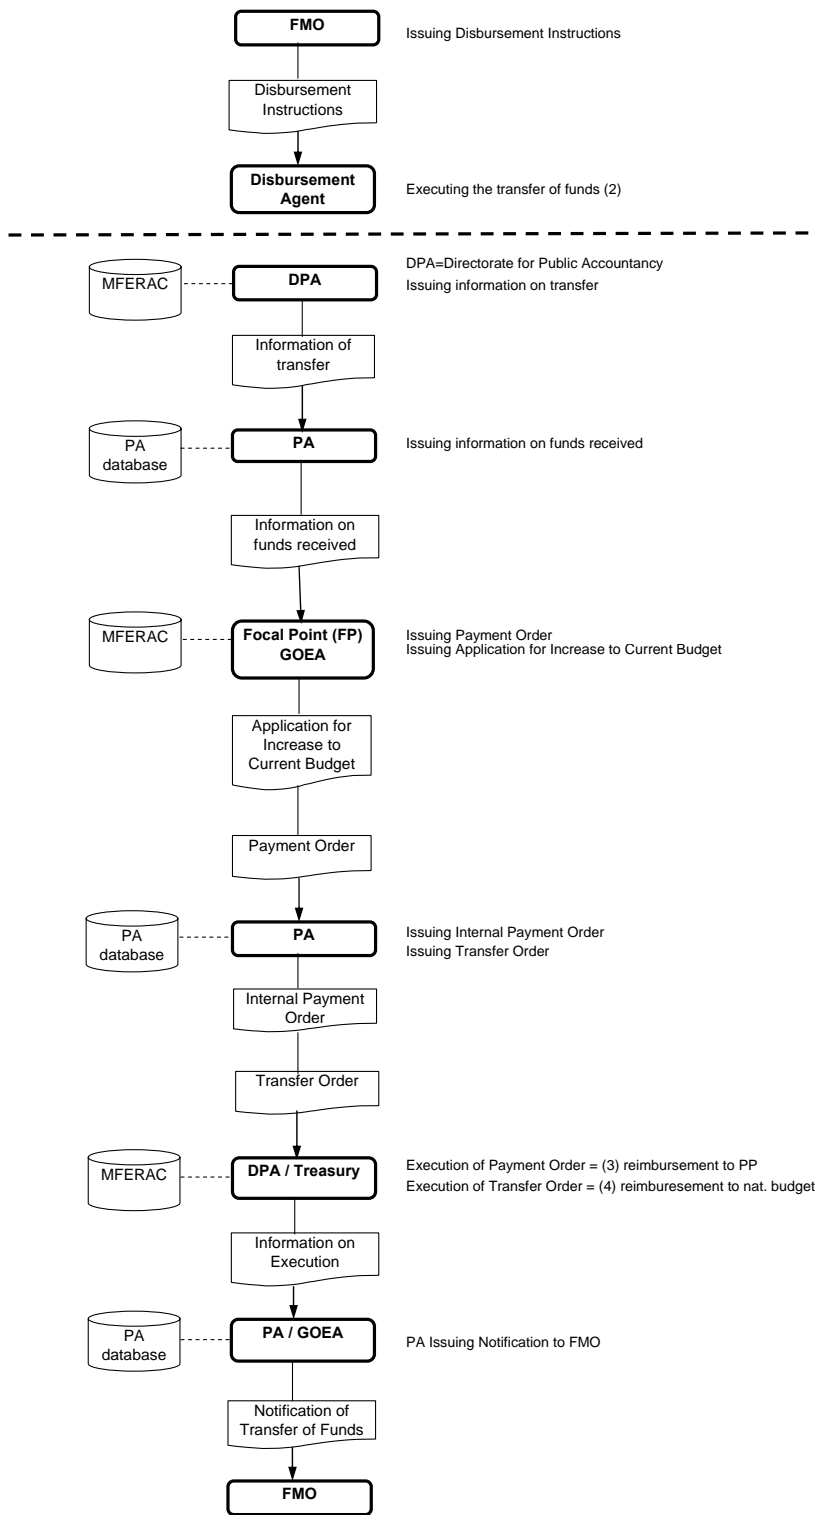 FMO
Issuing Disbursement Instructions
Disbursement
Instructions
Disbursement
Agent
Executing the transfer of funds (2)
DPA=Directorate for Public Accountancy
MFERAC
DPA
Issuing information on transfer
Information of
transfer
PA
database
PA
Issuing information on funds received
Information on
funds received
MFERAC
Focal Point (FP)
GOEA
Issuing Payment Order
Issuing Application for Increase to Current Budget
Application for
Increase to
Current Budget
Payment Order
PA
database
PA
Issuing Internal Payment Order
Issuing Transfer Order
Internal Payment
Order
Transfer Order
MFERAC
DPA / Treasury
Execution of Payment Order = (3) reimbursement to PP
Execution of Transfer Order = (4) reimburesement to nat. budget
Information on
Execution
PA
database
PA / GOEA
PA Issuing Notification to FMO
Notification of
Transfer of Funds
FMO